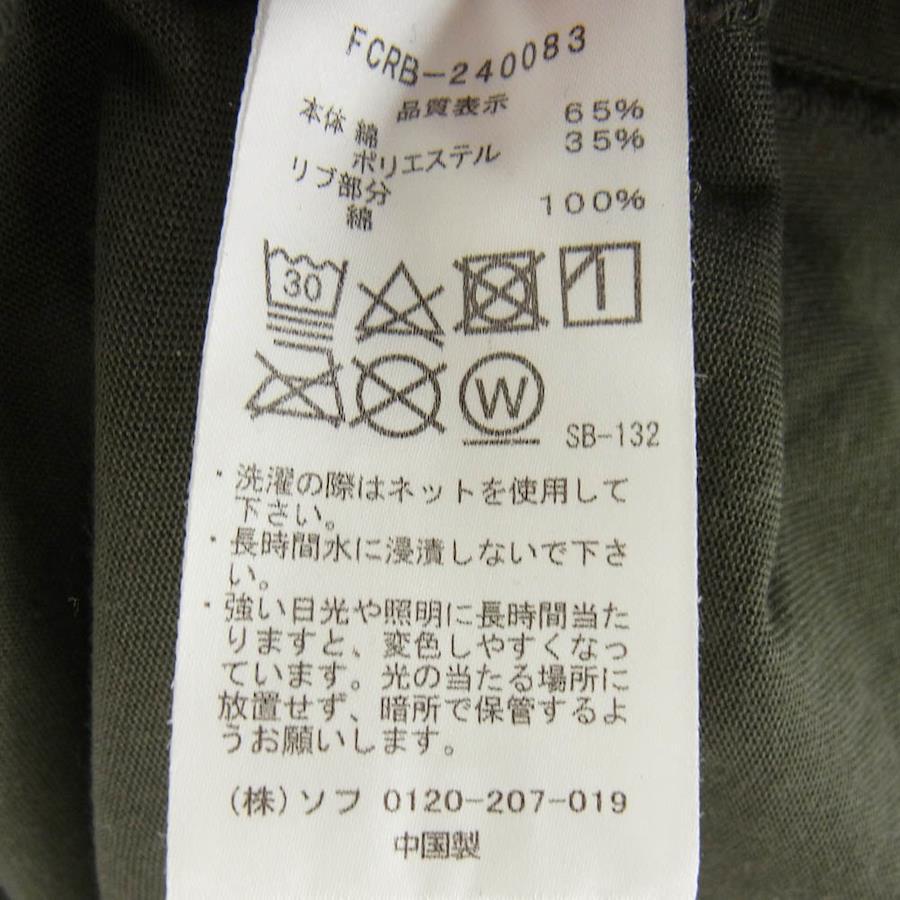 FCRB-240083
品質表示
本体 綿 65%
ポリエステル 35%
リブ部分
綿 100%
30
W
SB-132
・洗濯の際はネットを使用して
下さい。
・長時間水に浸漬しないで下さ
い。
・強い日光や照明に長時間当た
りますと、変色しやすくなっ
ています。光の当たる場所に
放置せず、暗所で保管するよ
うお願いします。
(株)ソフ 0120-207-019
中国製